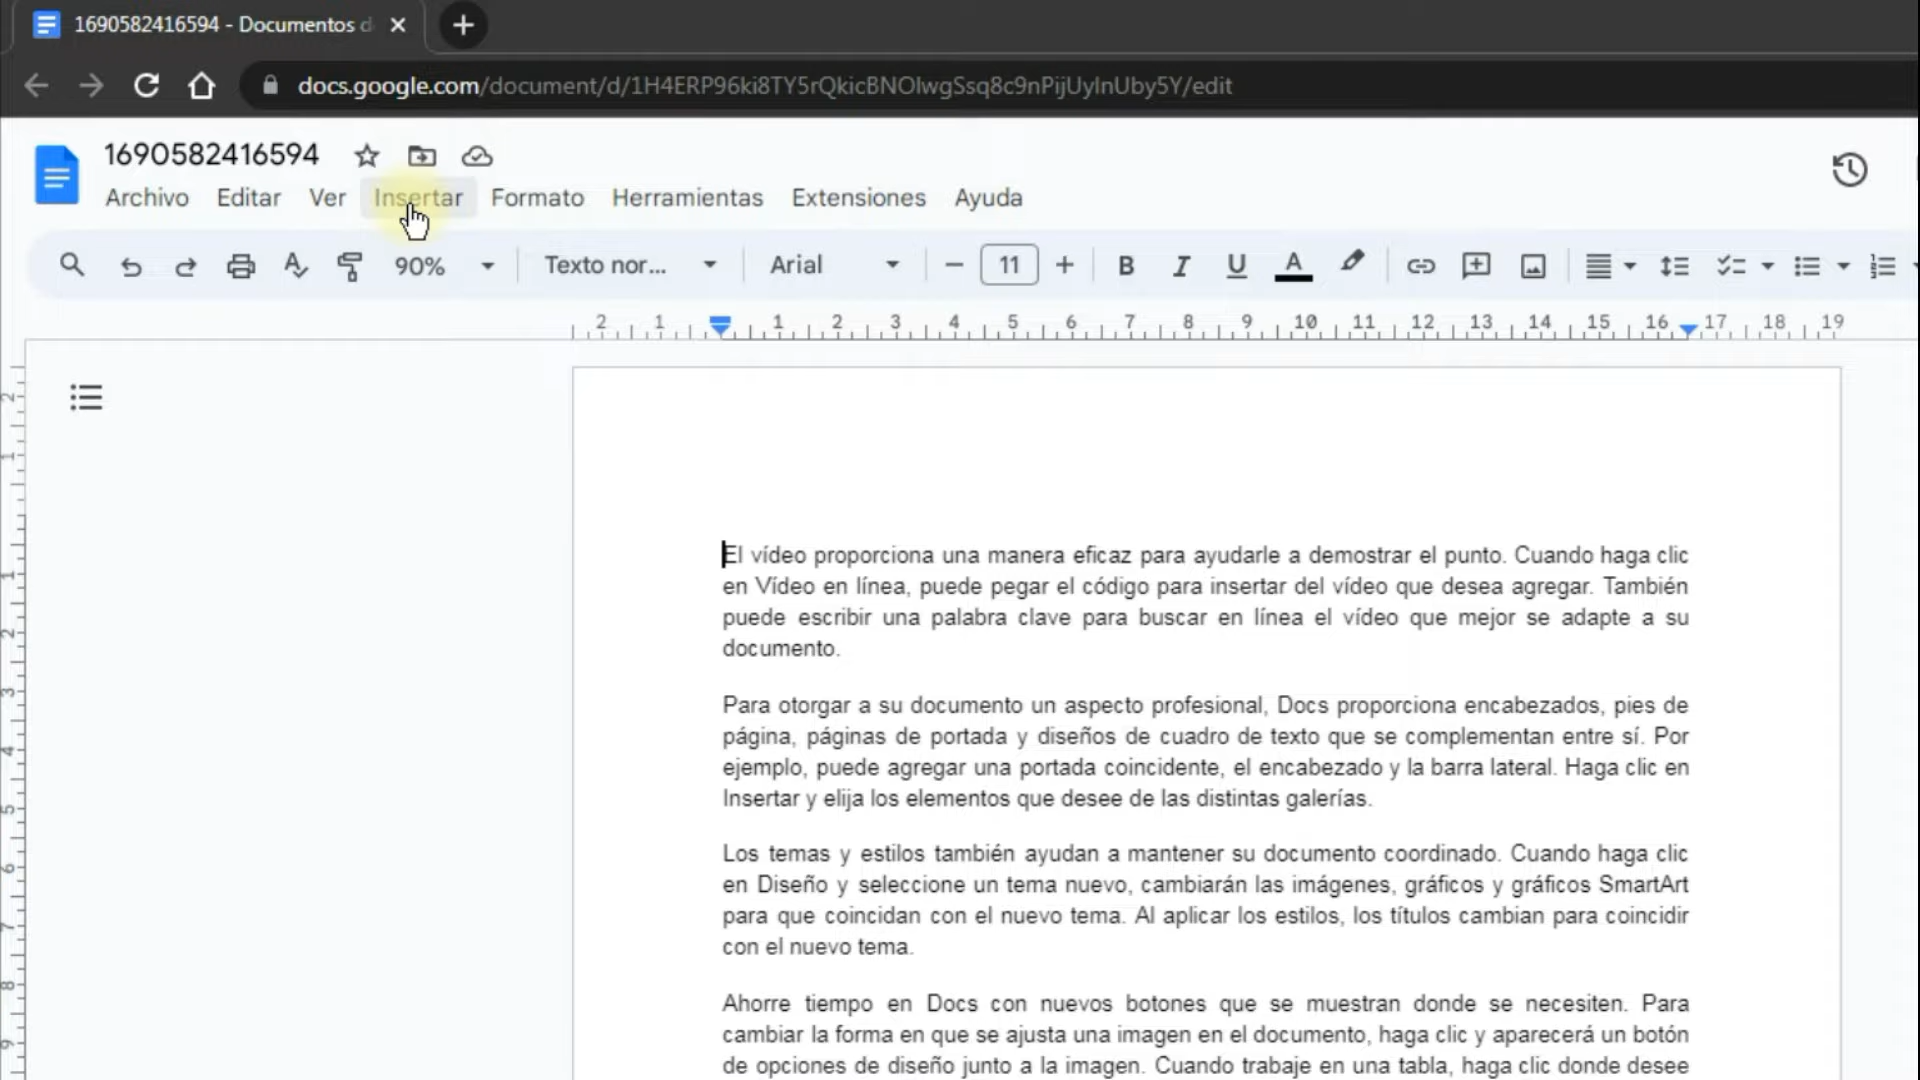 1690582416594 - Documentos d
docs.google.com/document/d/1H4ERP96ki8TY5rQkicBNOlwgSsq8c9nPijUylnUby5Y/edit
1690582416594
Archivo Editar Ver Insertar Formato Herramientas Extensiones Ayuda
90% Texto nor... Arial 11 B I U A
2 1 1 2 3 4 5 6 7 8 9 10 11 12 13 14 15 16 17 18 19
2
1
1
2
3
4
5
6
7
8
9
El vídeo proporciona una manera eficaz para ayudarle a demostrar el punto. Cuando haga clic
en Vídeo en línea, puede pegar el código para insertar del vídeo que desea agregar. También
puede escribir una palabra clave para buscar en línea el vídeo que mejor se adapte a su
documento.
Para otorgar a su documento un aspecto profesional, Docs proporciona encabezados, pies de
página, páginas de portada y diseños de cuadro de texto que se complementan entre sí. Por
ejemplo, puede agregar una portada coincidente, el encabezado y la barra lateral. Haga clic en
Insertar y elija los elementos que desee de las distintas galerías.
Los temas y estilos también ayudan a mantener su documento coordinado. Cuando haga clic
en Diseño y seleccione un tema nuevo, cambiarán las imágenes, gráficos y gráficos SmartArt
para que coincidan con el nuevo tema. Al aplicar los estilos, los títulos cambian para coincidir
con el nuevo tema.
Ahorre tiempo en Docs con nuevos botones que se muestran donde se necesiten. Para
cambiar la forma en que se ajusta una imagen en el documento, haga clic y aparecerá un botón
de opciones de diseño junto a la imagen. Cuando trabaje en una tabla, haga clic donde desee